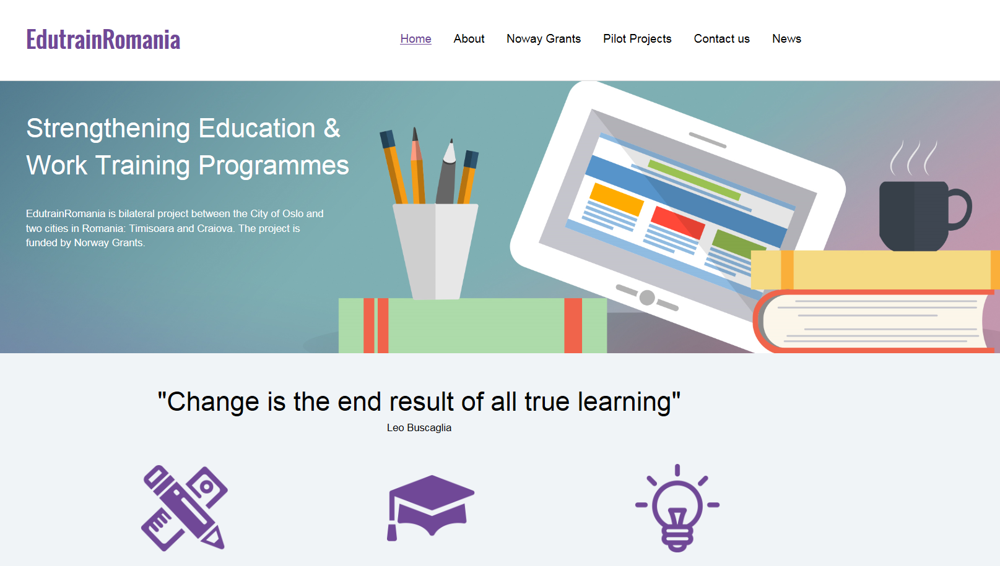 EdutrainRomania
Home About Noway Grants Pilot Projects Contact us News
Strengthening Education &
Work Training Programmes
EdutrainRomania is bilateral project between the City of Oslo and
two cities in Romania: Timisoara and Craiova. The project is
funded by Norway Grants.
"Change is the end result of all true learning"
Leo Buscaglia